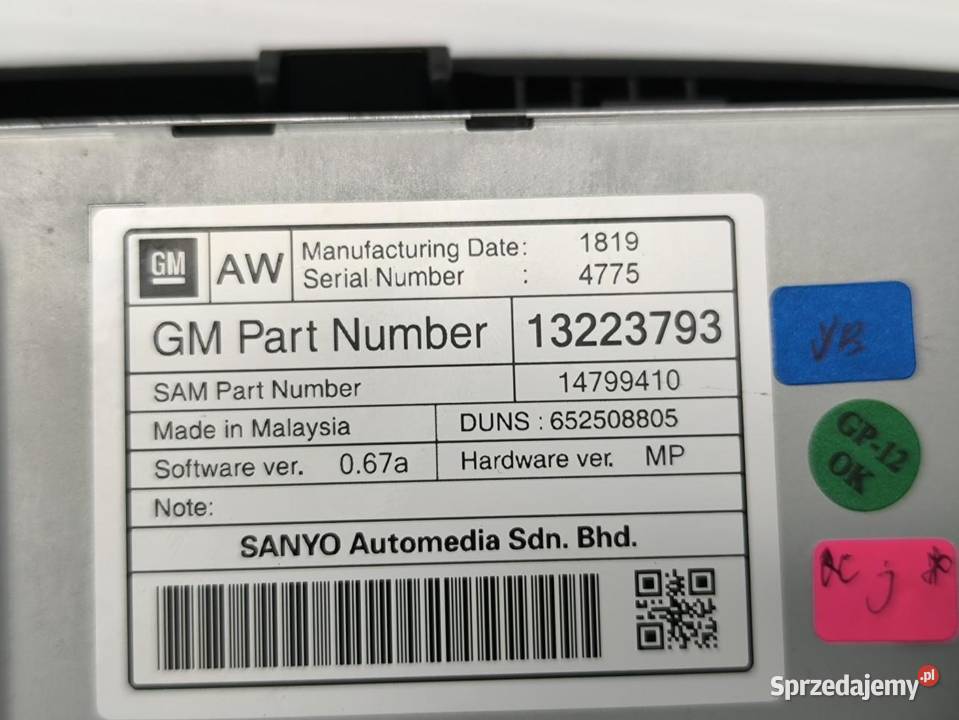 GM AW Manufacturing Date: 1819
Serial Number : 4775
GM Part Number 13223793
SAM Part Number 14799410
Made in Malaysia DUNS : 652508805
Software ver. 0.67a Hardware ver. MP
Note:
SANYO Automedia Sdn. Bhd.
YB
GP-12
OK
Sprzedajemy.pl